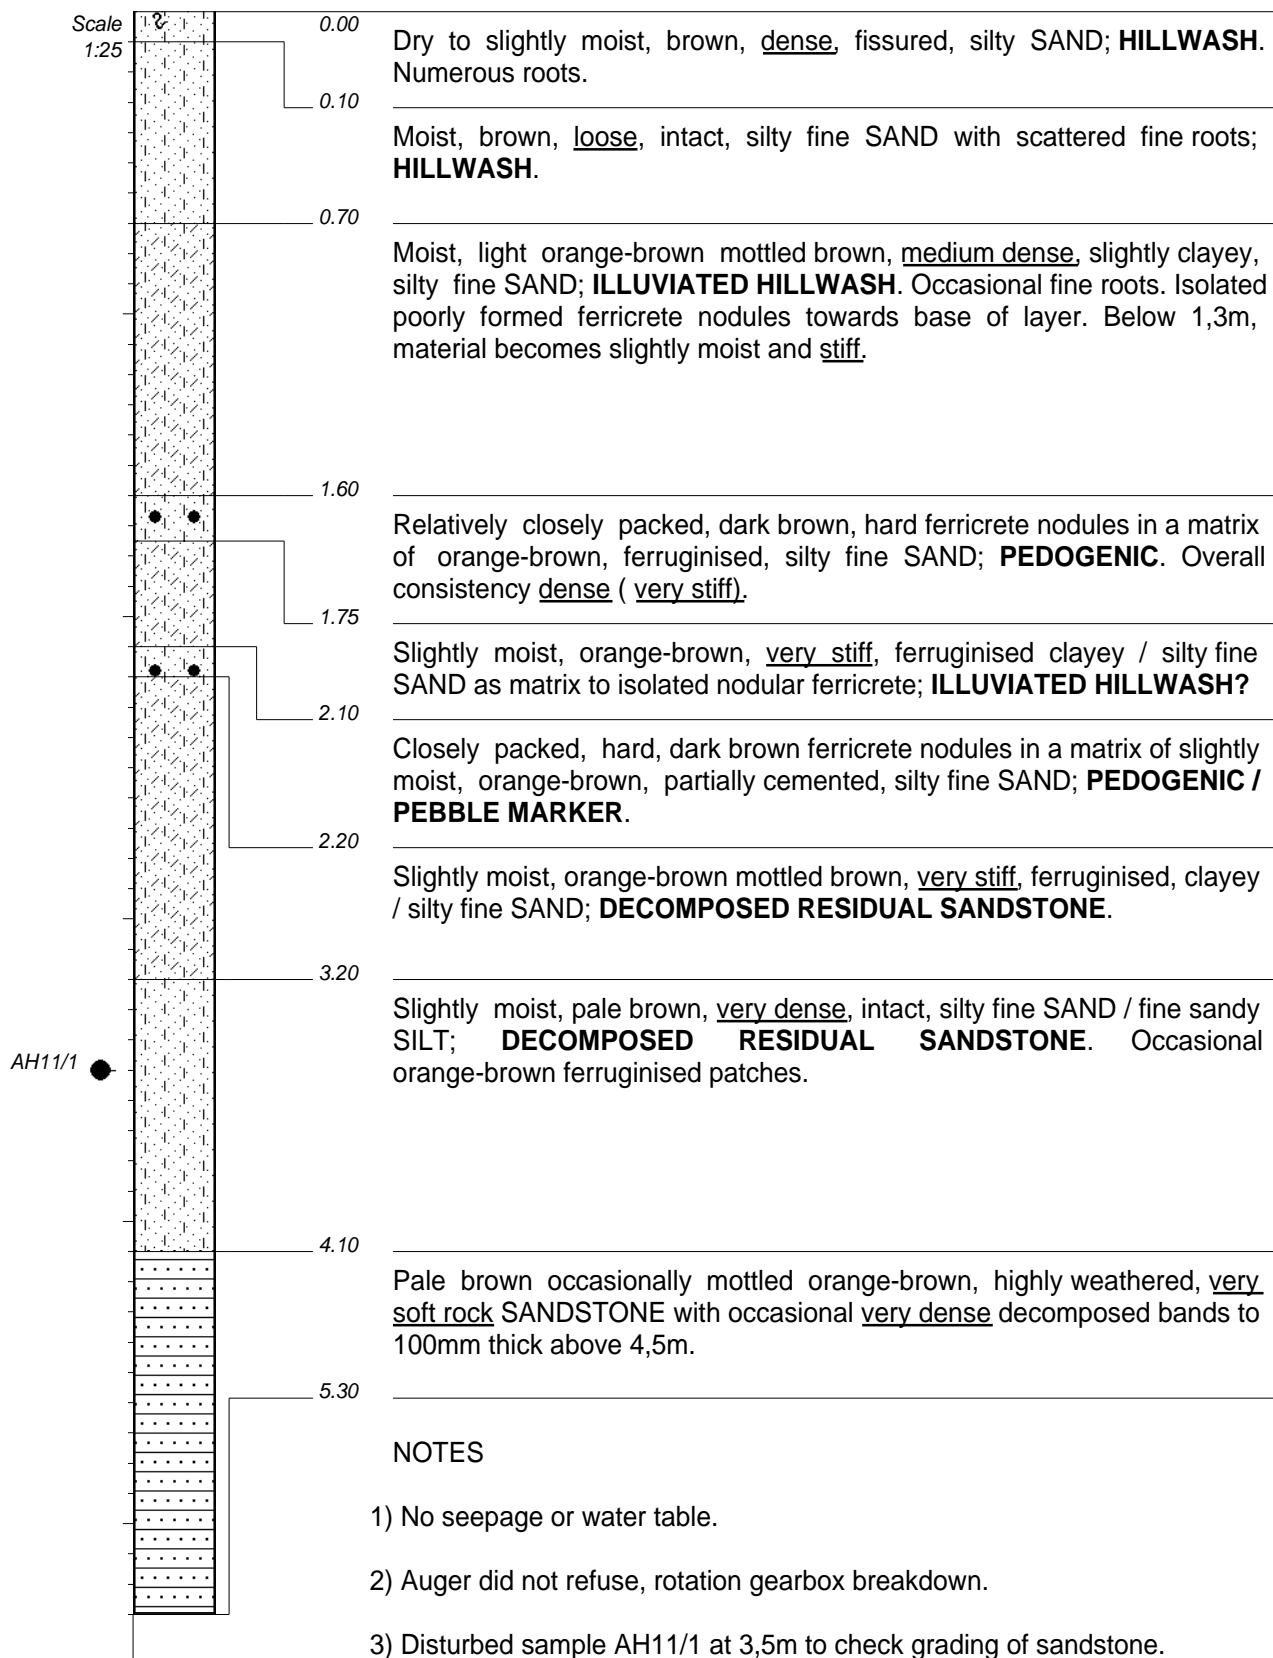 Scale
1:25
0.00
Dry to slightly moist, brown, dense, fissured, silty SAND; HILLWASH.
Numerous roots.
0.10
Moist, brown, loose, intact, silty fine SAND with scattered fine roots;
HILLWASH.
0.70
Moist, light orange-brown mottled brown, medium dense, slightly clayey,
silty fine SAND; ILLUVIATED HILLWASH. Occasional fine roots. Isolated
poorly formed ferricrete nodules towards base of layer. Below 1,3m,
material becomes slightly moist and stiff.
1.60
Relatively closely packed, dark brown, hard ferricrete nodules in a matrix
of orange-brown, ferruginised, silty fine SAND; PEDOGENIC. Overall
consistency dense ( very stiff).
1.75
Slightly moist, orange-brown, very stiff, ferruginised clayey / silty fine
SAND as matrix to isolated nodular ferricrete; ILLUVIATED HILLWASH?
2.10
Closely packed, hard, dark brown ferricrete nodules in a matrix of slightly
moist, orange-brown, partially cemented, silty fine SAND; PEDOGENIC /
PEBBLE MARKER.
2.20
Slightly moist, orange-brown mottled brown, very stiff, ferruginised, clayey
/ silty fine SAND; DECOMPOSED RESIDUAL SANDSTONE.
3.20
Slightly moist, pale brown, very dense, intact, silty fine SAND / fine sandy
SILT; DECOMPOSED RESIDUAL SANDSTONE. Occasional
orange-brown ferruginised patches.
AH11/1
4.10
Pale brown occasionally mottled orange-brown, highly weathered, very
soft rock SANDSTONE with occasional very dense decomposed bands to
100mm thick above 4,5m.
5.30
NOTES
1) No seepage or water table.
2) Auger did not refuse, rotation gearbox breakdown.
3) Disturbed sample AH11/1 at 3,5m to check grading of sandstone.